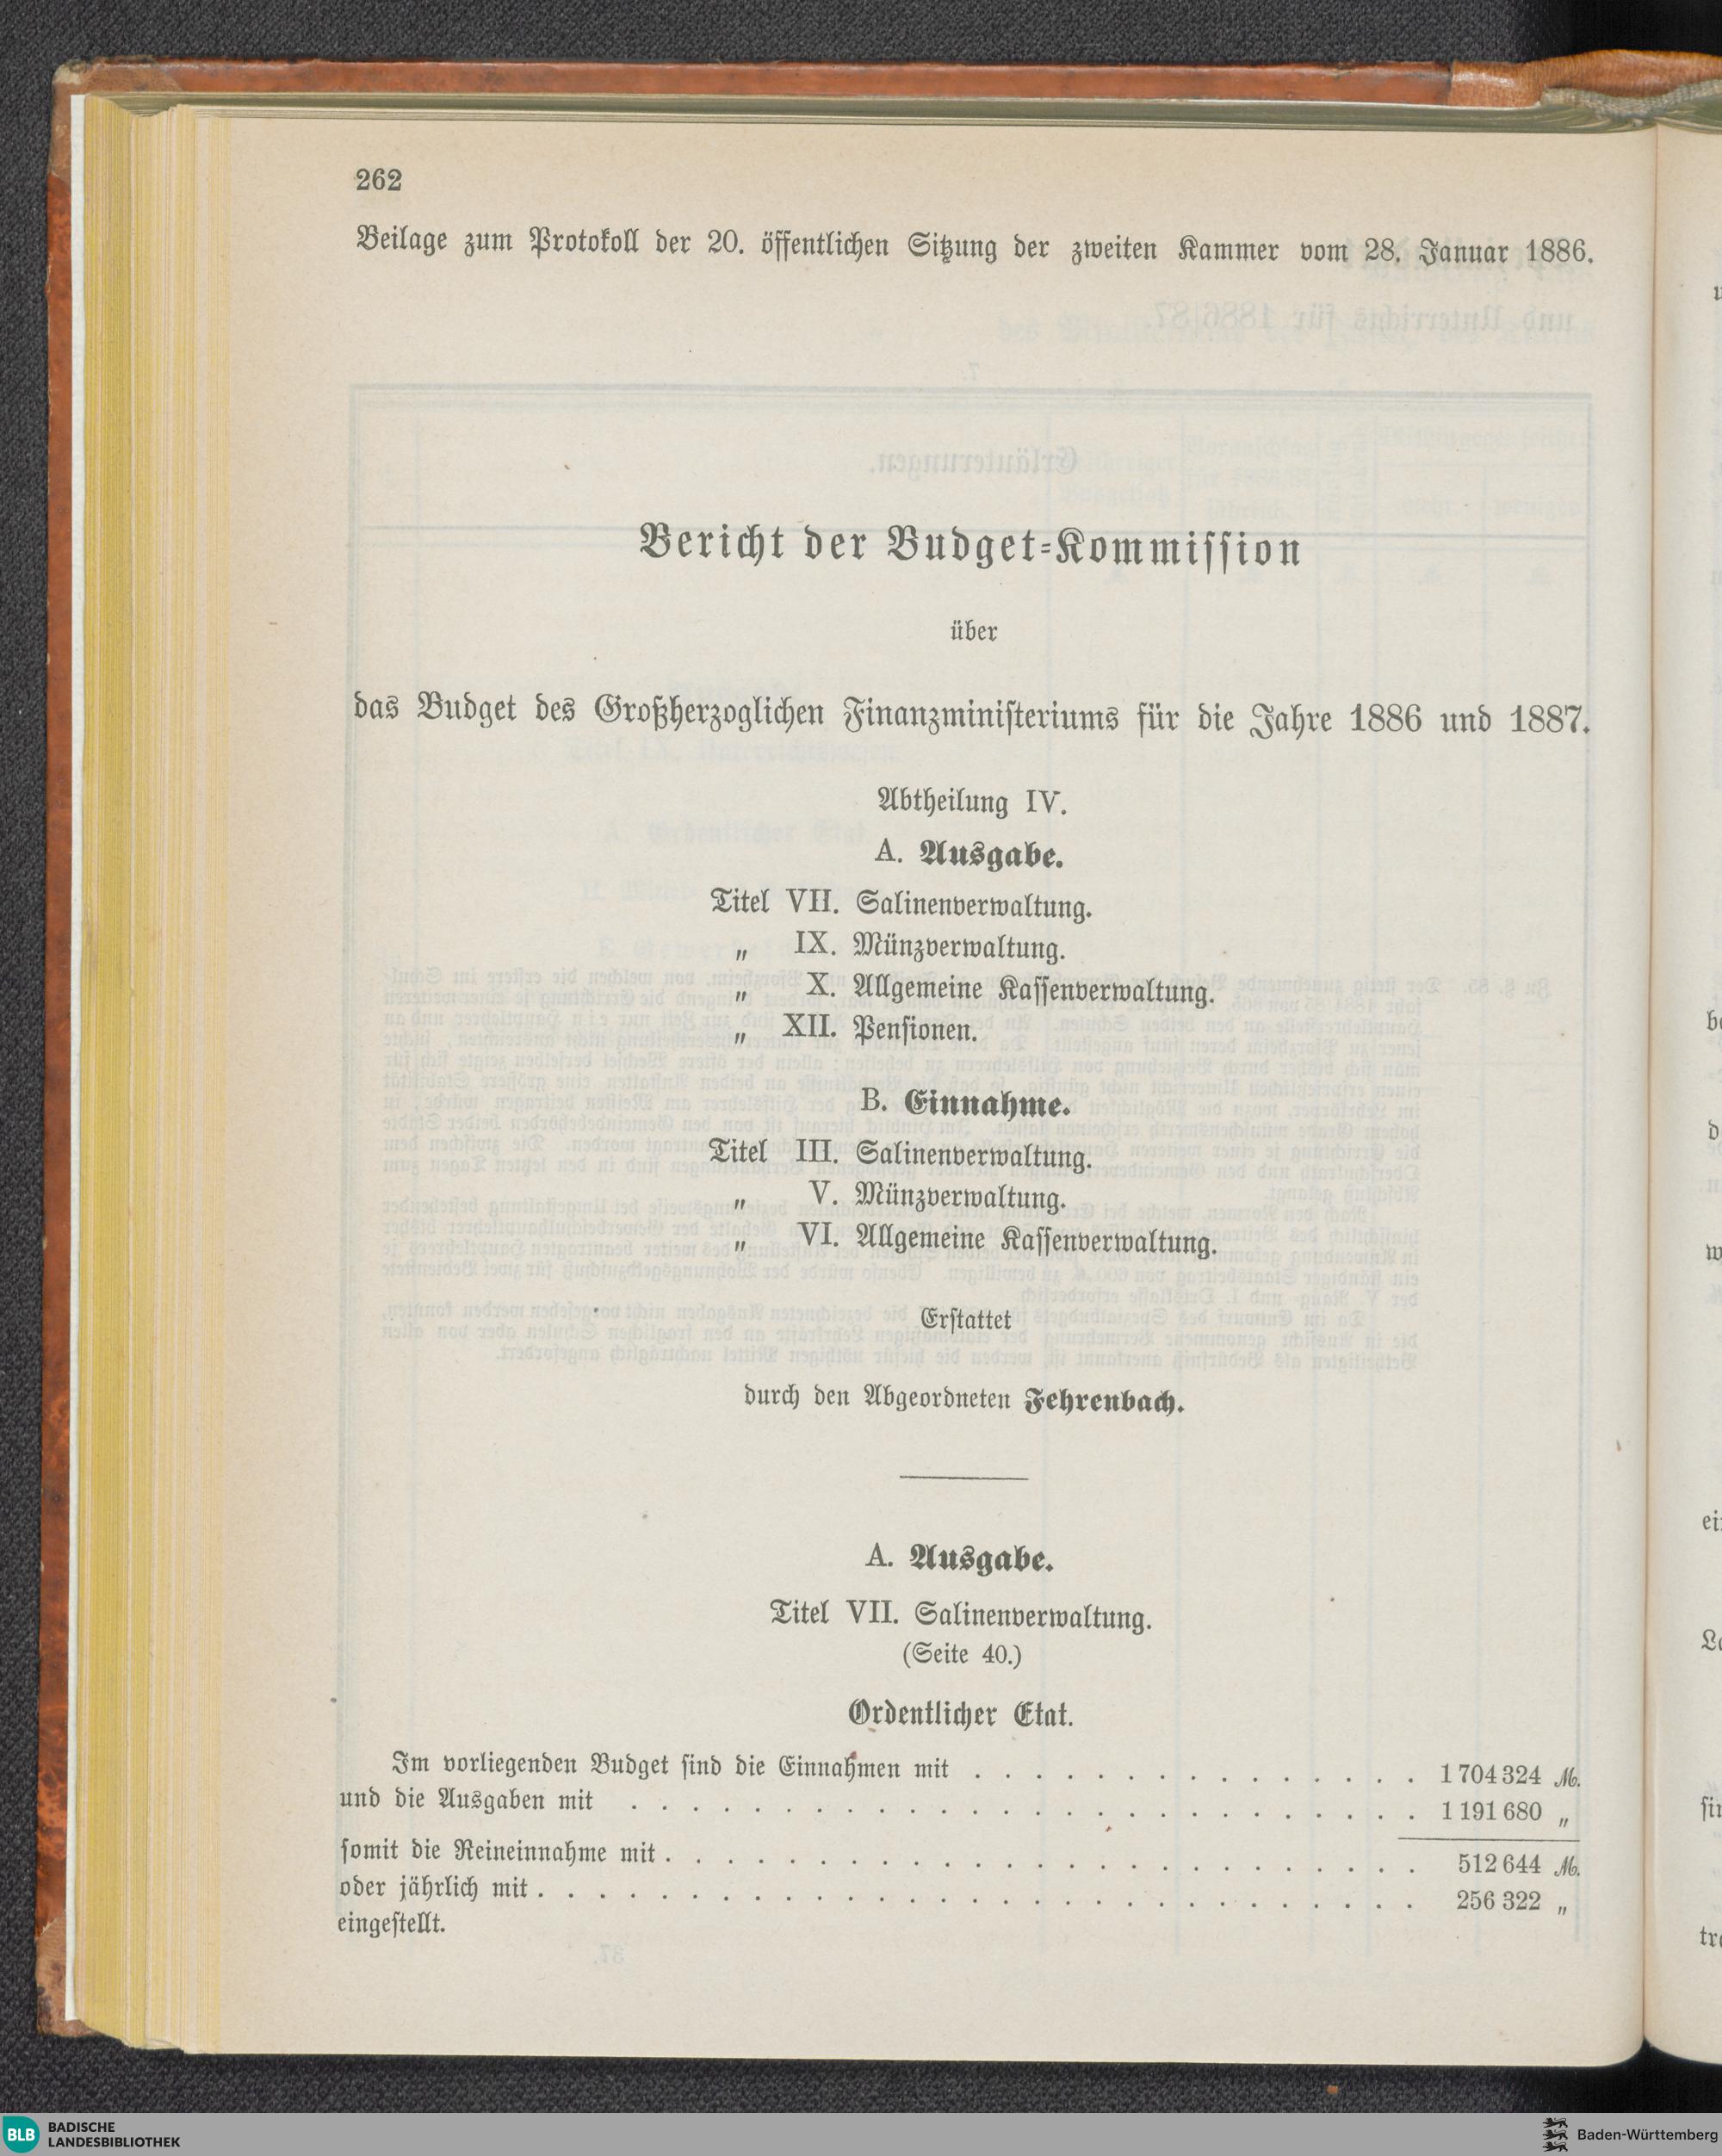 262
Beilage zum Protokoll der 20. öffentlichen Sitzung der zweiten Kammer vom 28. Januar 1886.
Bericht der Budget-Kommission
über
das Budget des Großherzoglichen Finanzministeriums für die Jahre 1886 und 1887.
Abtheilung IV.
A. Ausgabe.
Titel VII. Salinenverwaltung.
„ IX. Münzverwaltung.
„ X. Allgemeine Kassenverwaltung.
„ XII. Pensionen.
B. Einnahme.
Titel III. Salinenverwaltung.
„ V. Münzverwaltung.
„ VI. Allgemeine Kassenverwaltung.
Erstattet
durch den Abgeordneten Fehrenbach.
A. Ausgabe.
Titel VII. Salinenverwaltung.
(Seite 40.)
Ordentlicher Etat.
Im vorliegenden Budget sind die Einnahmen mit . . . . . . . . . . . . . . . 1 704 324 M.
und die Ausgaben mit . . . . . . . . . . . . . . . . . . . . . . . . . . 1 191 680 „
somit die Reineinnahme mit . . . . . . . . . . . . . . . . . . . . . . . . . 512 644 M.
oder jährlich mit . . . . . . . . . . . . . . . . . . . . . . . . . . . . . 256 322 „
eingestellt.
BLB BADISCHE
LANDESBIBLIOTHEK
Baden-Württemberg